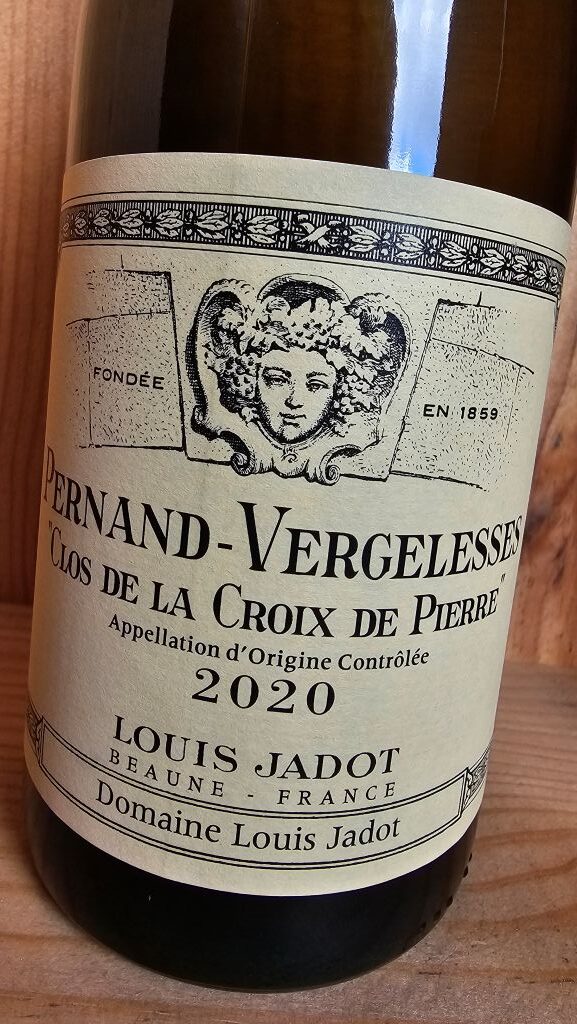 FONDÉE
EN 1859
PERNAND-VERGELESSES
"CLOS DE LA CROIX DE PIERRE"
Appellation d'Origine Contrôlée
2020
LOUIS JADOT
BEAUNE - FRANCE
Domaine Louis Jadot